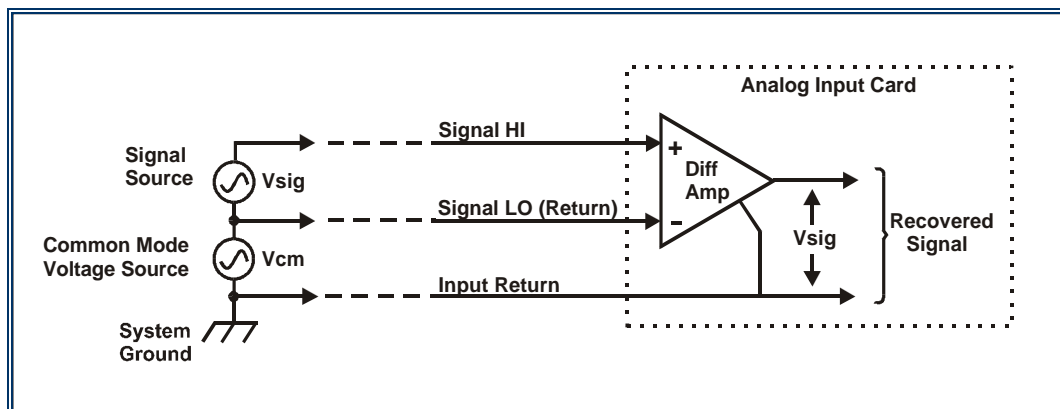 Analog Input Card
Signal HI
Signal
Source
Vsig
+
Diff
Amp
Signal LO (Return)
-
Vsig
Recovered
Signal
Common Mode
Voltage Source
Vcm
Input Return
System
Ground